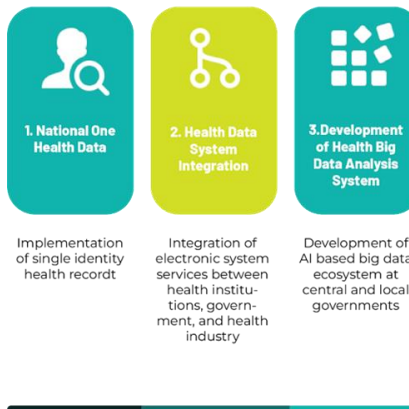 1. National One
Health Data
2. Health Data
System
Integration
3.Development
of Health Big
Data Analysis
System
Implementation
of single identity
health recordt
Integration of
electronic system
services between
health institu-
tions, govern-
ment, and health
industry
Development of
AI based big data
ecosystem at
central and local
governments